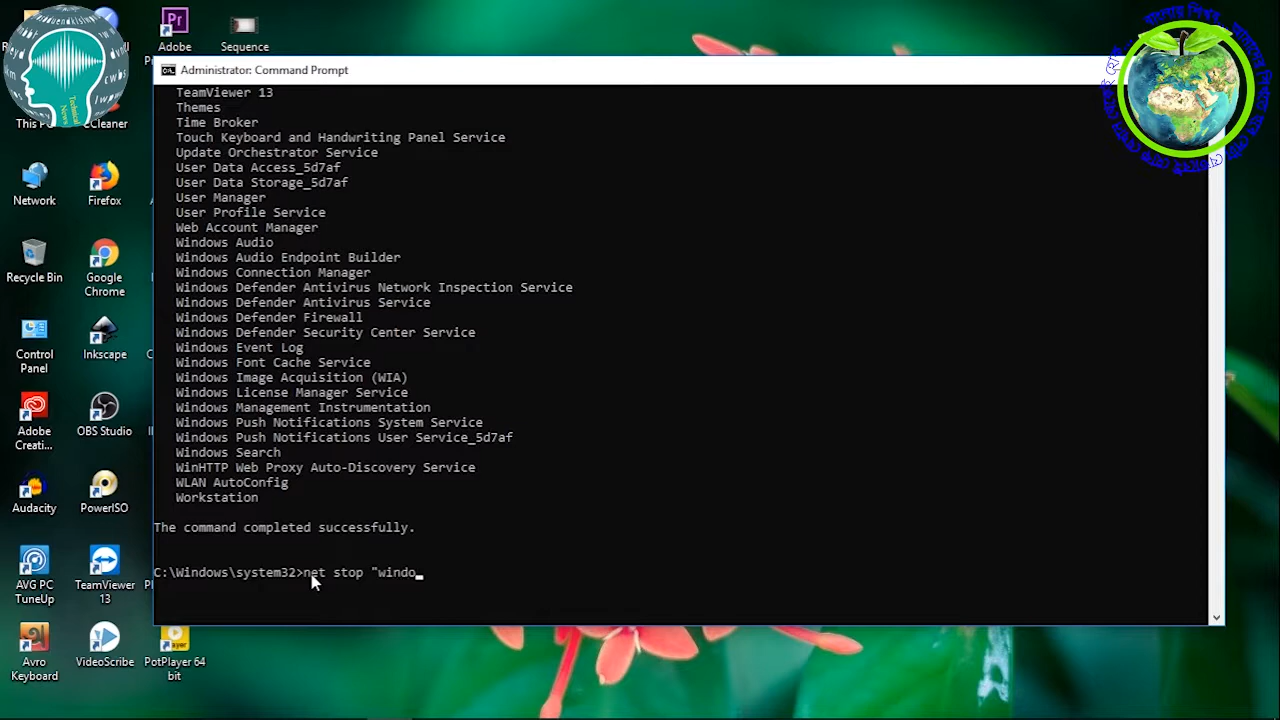 Adobe
Sequence
Administrator: Command Prompt
TeamViewer 13
Themes
Time Broker
Touch Keyboard and Handwriting Panel Service
Update Orchestrator Service
User Data Access_5d7af
User Data Storage_5d7af
User Manager
User Profile Service
Web Account Manager
Windows Audio
Windows Audio Endpoint Builder
Windows Connection Manager
Windows Defender Antivirus Network Inspection Service
Windows Defender Antivirus Service
Windows Defender Firewall
Windows Defender Security Center Service
Windows Event Log
Windows Font Cache Service
Windows Image Acquisition (WIA)
Windows License Manager Service
Windows Management Instrumentation
Windows Push Notifications System Service
Windows Push Notifications User Service_5d7af
Windows Search
WinHTTP Web Proxy Auto-Discovery Service
WLAN AutoConfig
Workstation
The command completed successfully.
C:\Windows\system32>net stop "windo_
Pr
Technical
News
This PC
CCleaner
Network
Firefox
Recycle Bin
Google
Chrome
Control
Panel
Inkscape
Adobe
Creati...
OBS Studio
Audacity
PowerISO
AVG PC
TuneUp
TeamViewer
13
Avro
Keyboard
VideoScribe
PotPlayer 64
bit